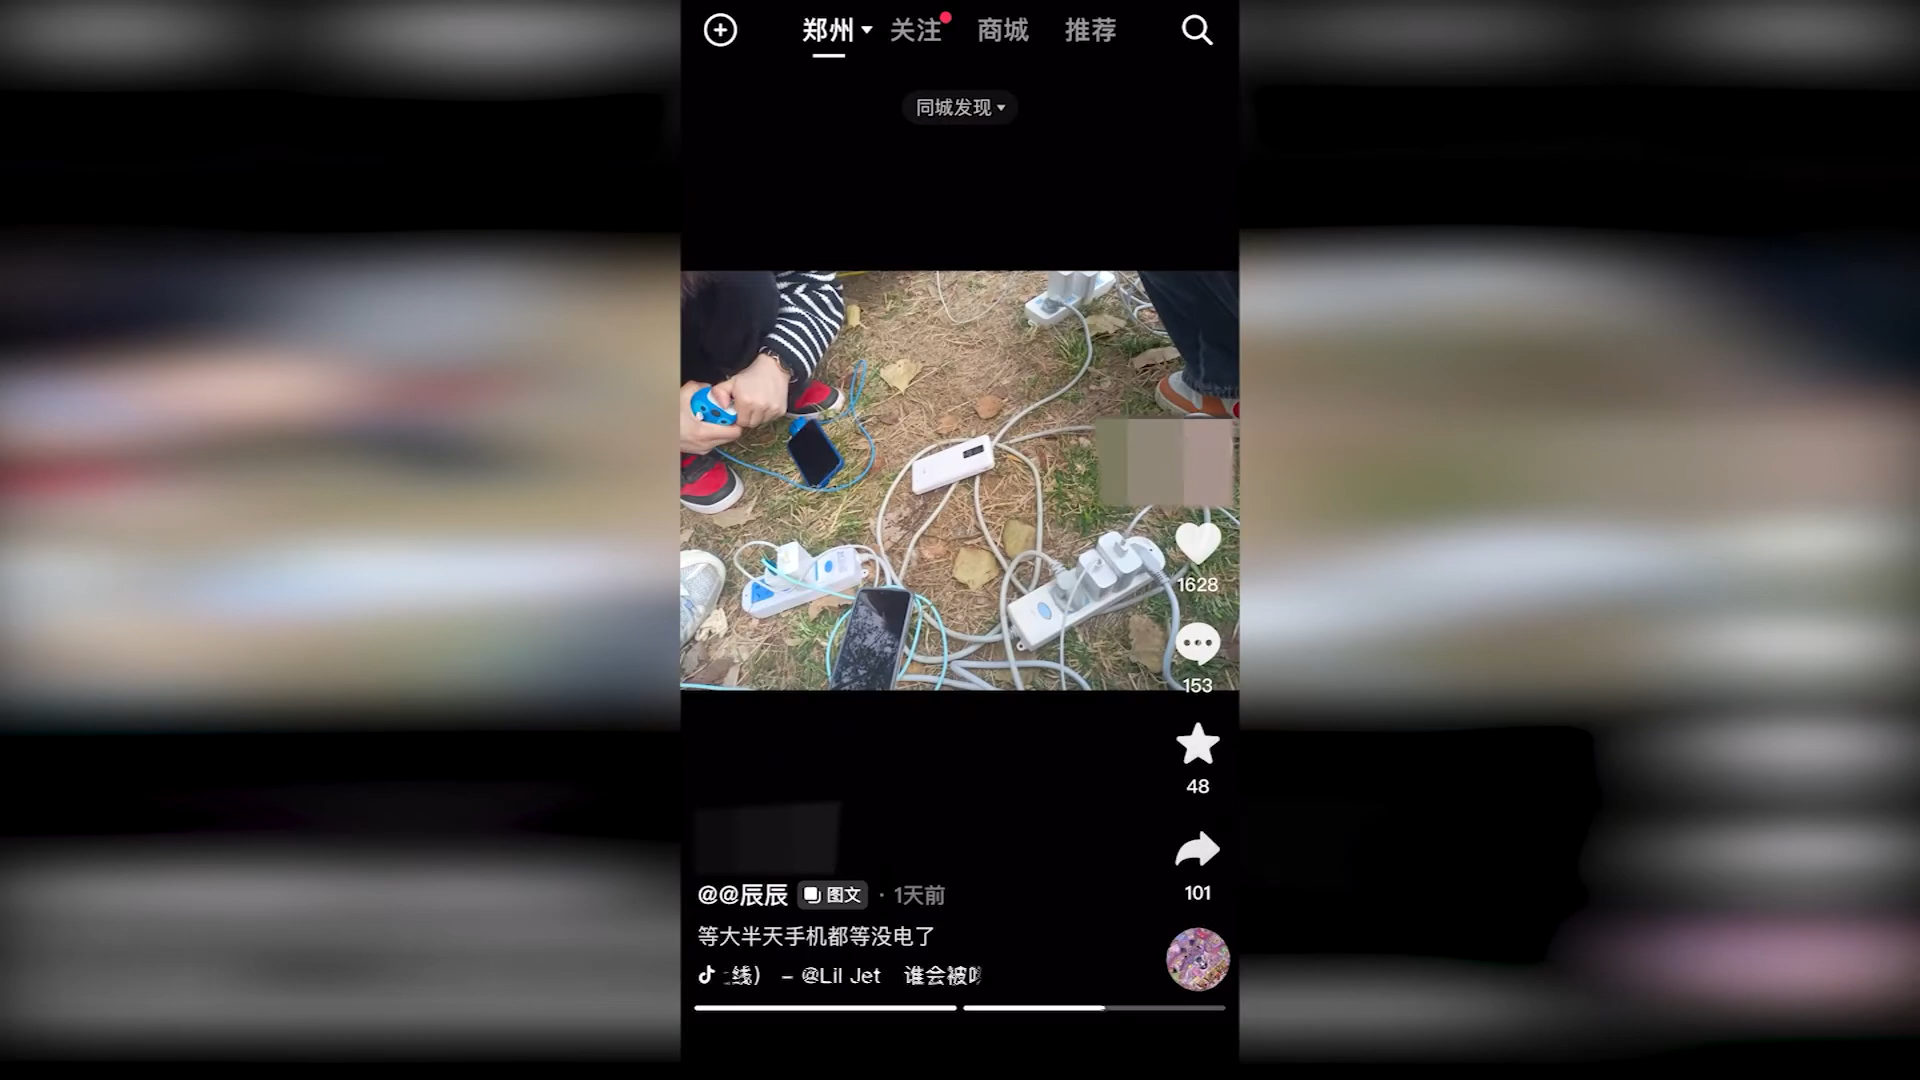 郑州 关注 商城 推荐
同城发现
1628
153
48
101
@@辰辰 图文 · 1天前
等大半天手机都等没电了
线） - @Lil Jet 谁会被